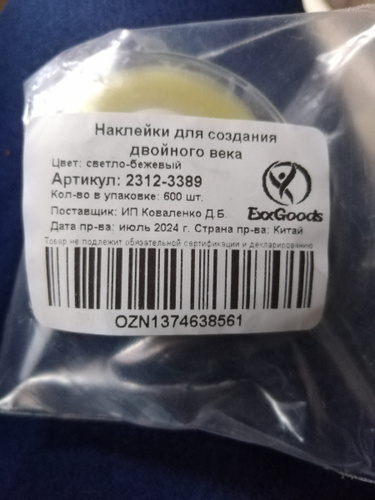 Наклейки для создания
двойного века
Цвет: светло-бежевый
Артикул: 2312-3389
Кол-во в упаковке: 600 шт.
Поставщик: ИП Коваленко Д.Б.
ExxGoods
Дата пр-ва: июль 2024 г. Страна пр-ва: Китай
Товар не подлежит обязательной сертификации и декларированию
OZN1374638561